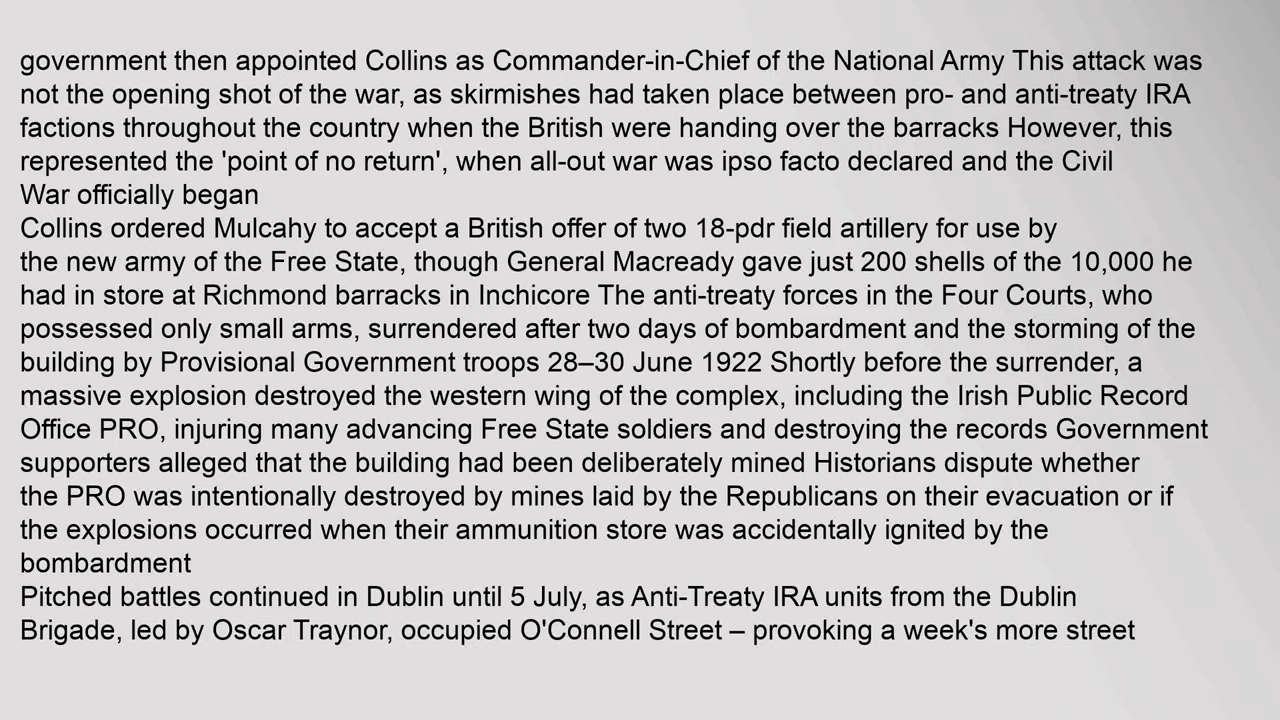 government then appointed Collins as Commander-in-Chief of the National Army This attack was
not the opening shot of the war, as skirmishes had taken place between pro- and anti-treaty IRA
factions throughout the country when the British were handing over the barracks However, this
represented the 'point of no return', when all-out war was ipso facto declared and the Civil
War officially began
Collins ordered Mulcahy to accept a British offer of two 18-pdr field artillery for use by
the new army of the Free State, though General Macready gave just 200 shells of the 10,000 he
had in store at Richmond barracks in Inchicore The anti-treaty forces in the Four Courts, who
possessed only small arms, surrendered after two days of bombardment and the storming of the
building by Provisional Government troops 28–30 June 1922 Shortly before the surrender, a
massive explosion destroyed the western wing of the complex, including the Irish Public Record
Office PRO, injuring many advancing Free State soldiers and destroying the records Government
supporters alleged that the building had been deliberately mined Historians dispute whether
the PRO was intentionally destroyed by mines laid by the Republicans on their evacuation or if
the explosions occurred when their ammunition store was accidentally ignited by the
bombardment
Pitched battles continued in Dublin until 5 July, as Anti-Treaty IRA units from the Dublin
Brigade, led by Oscar Traynor, occupied O'Connell Street – provoking a week's more street